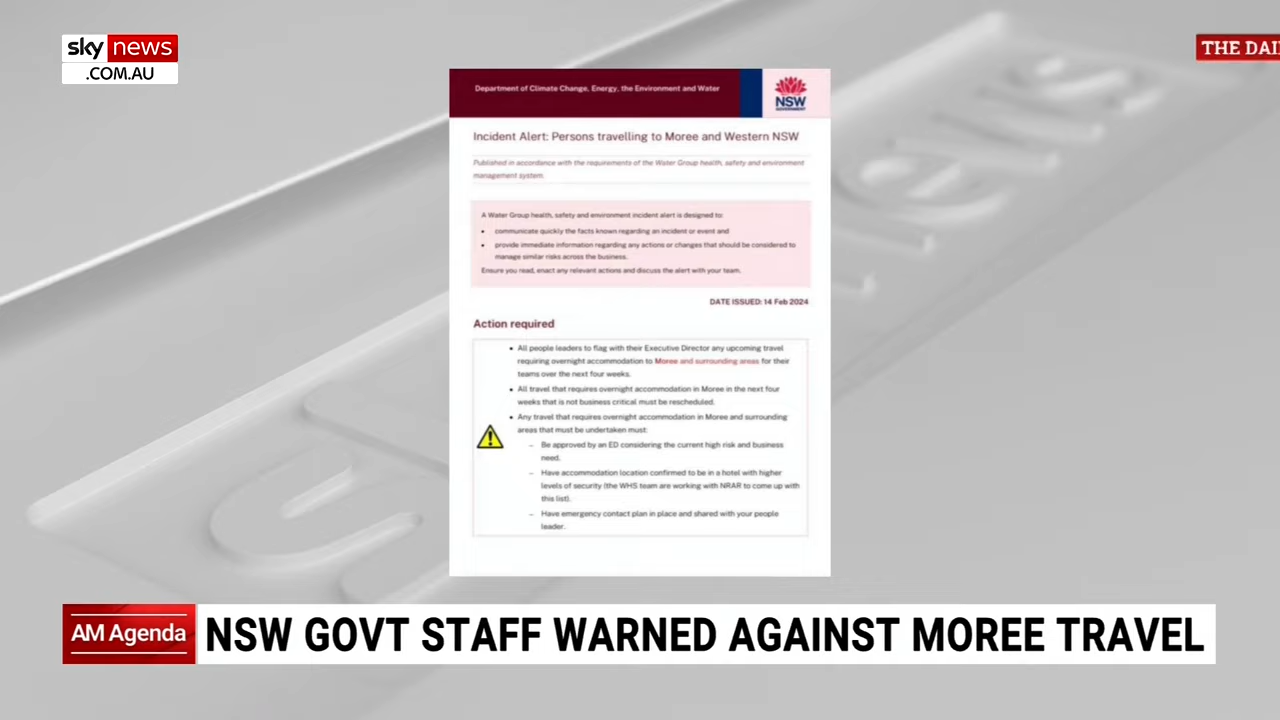 sky news
.COM.AU
THE DAI
Department of Climate Change, Energy, the Environment and Water
NSW
GOVERNMENT
Incident Alert: Persons travelling to Moree and Western NSW
Published in accordance with the requirements of the Water Group health, safety and environment
management system.
A Water Group health, safety and environment incident alert is designed to:
• communicate quickly the facts known regarding an incident or event and
• provide immediate information regarding any actions or changes that should be considered to
manage similar risks across the business.
Ensure you read, enact any relevant actions and discuss the alert with your team.
DATE ISSUED: 14 Feb 2024
Action required
• All people leaders to flag with their Executive Director any upcoming travel
requiring overnight accommodation to Moree and surrounding areas for their
teams over the next four weeks.
• All travel that requires overnight accommodation in Moree in the next four
weeks that is not business critical must be rescheduled.
• Any travel that requires overnight accommodation in Moree and surrounding
areas that must be undertaken must:
– Be approved by an ED considering the current high risk and business
need.
– Have accommodation location confirmed to be in a hotel with higher
levels of security (the WHS team are working with NRAR to come up with
this list).
– Have emergency contact plan in place and shared with your people
leader.
AM Agenda
NSW GOVT STAFF WARNED AGAINST MOREE TRAVEL